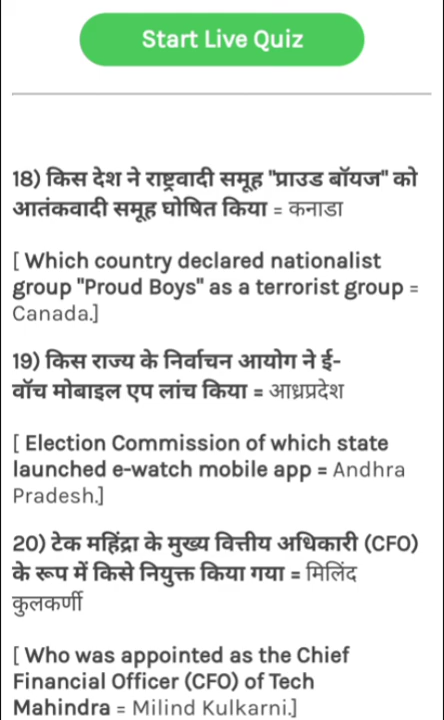 Start Live Quiz
18) किस देश ने राष्ट्रवादी समूह "प्राउड बॉयज" को
आतंकवादी समूह घोषित किया = कनाडा
[ Which country declared nationalist
group "Proud Boys" as a terrorist group =
Canada.]
19) किस राज्य के निर्वाचन आयोग ने ई-
वॉच मोबाइल एप लांच किया = आध्रप्रदेश
[ Election Commission of which state
launched e-watch mobile app = Andhra
Pradesh.]
20) टेक महिंद्रा के मुख्य वित्तीय अधिकारी (CFO)
के रूप में किसे नियुक्त किया गया = मिलिंद
कुलकर्णी
[ Who was appointed as the Chief
Financial Officer (CFO) of Tech
Mahindra = Milind Kulkarni.]